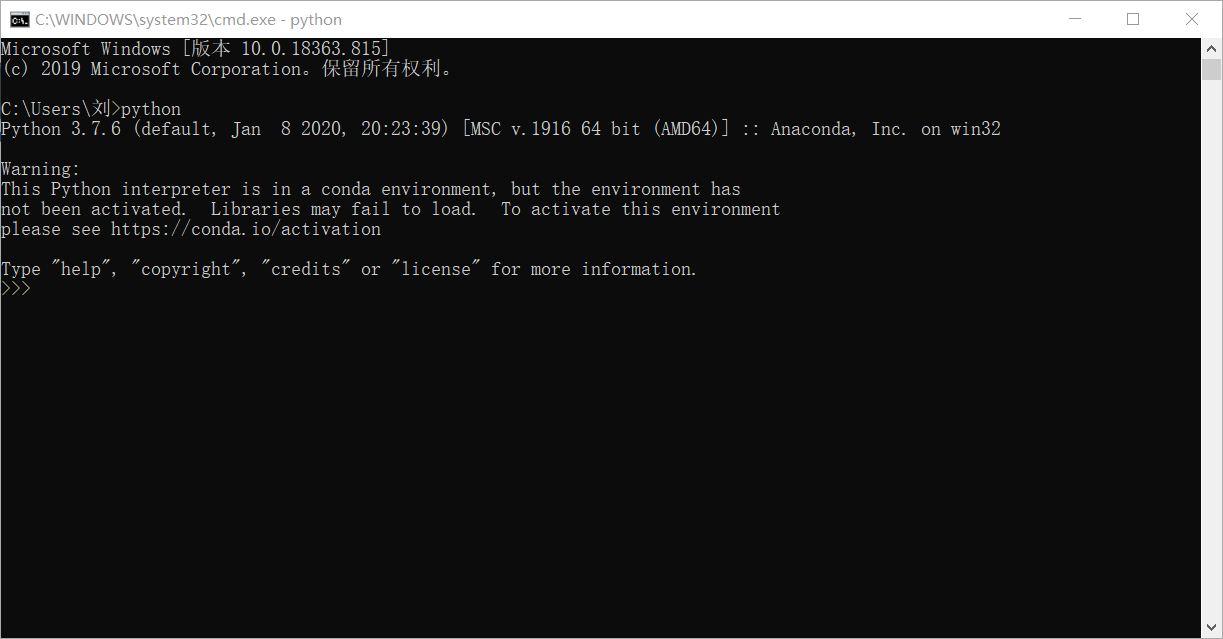 C:\WINDOWS\system32\cmd.exe - python
Microsoft Windows [版本 10.0.18363.815]
(c) 2019 Microsoft Corporation。保留所有权利。
C:\Users\刘>python
Python 3.7.6 (default, Jan  8 2020, 20:23:39) [MSC v.1916 64 bit (AMD64)] :: Anaconda, Inc. on win32
Warning:
This Python interpreter is in a conda environment, but the environment has
not been activated.  Libraries may fail to load.  To activate this environment
please see https://conda.io/activation
Type "help", "copyright", "credits" or "license" for more information.
>>>